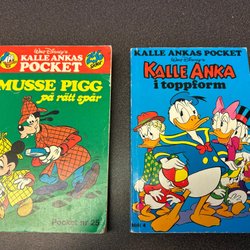 Walt Disney's
KALLE ANKAS
POCKET
MUSSE PIGG
på rätt spår
Pocket nr 25
KALLE ANKAS POCKET
Walt Disney's
KALLE ANKA
i toppform